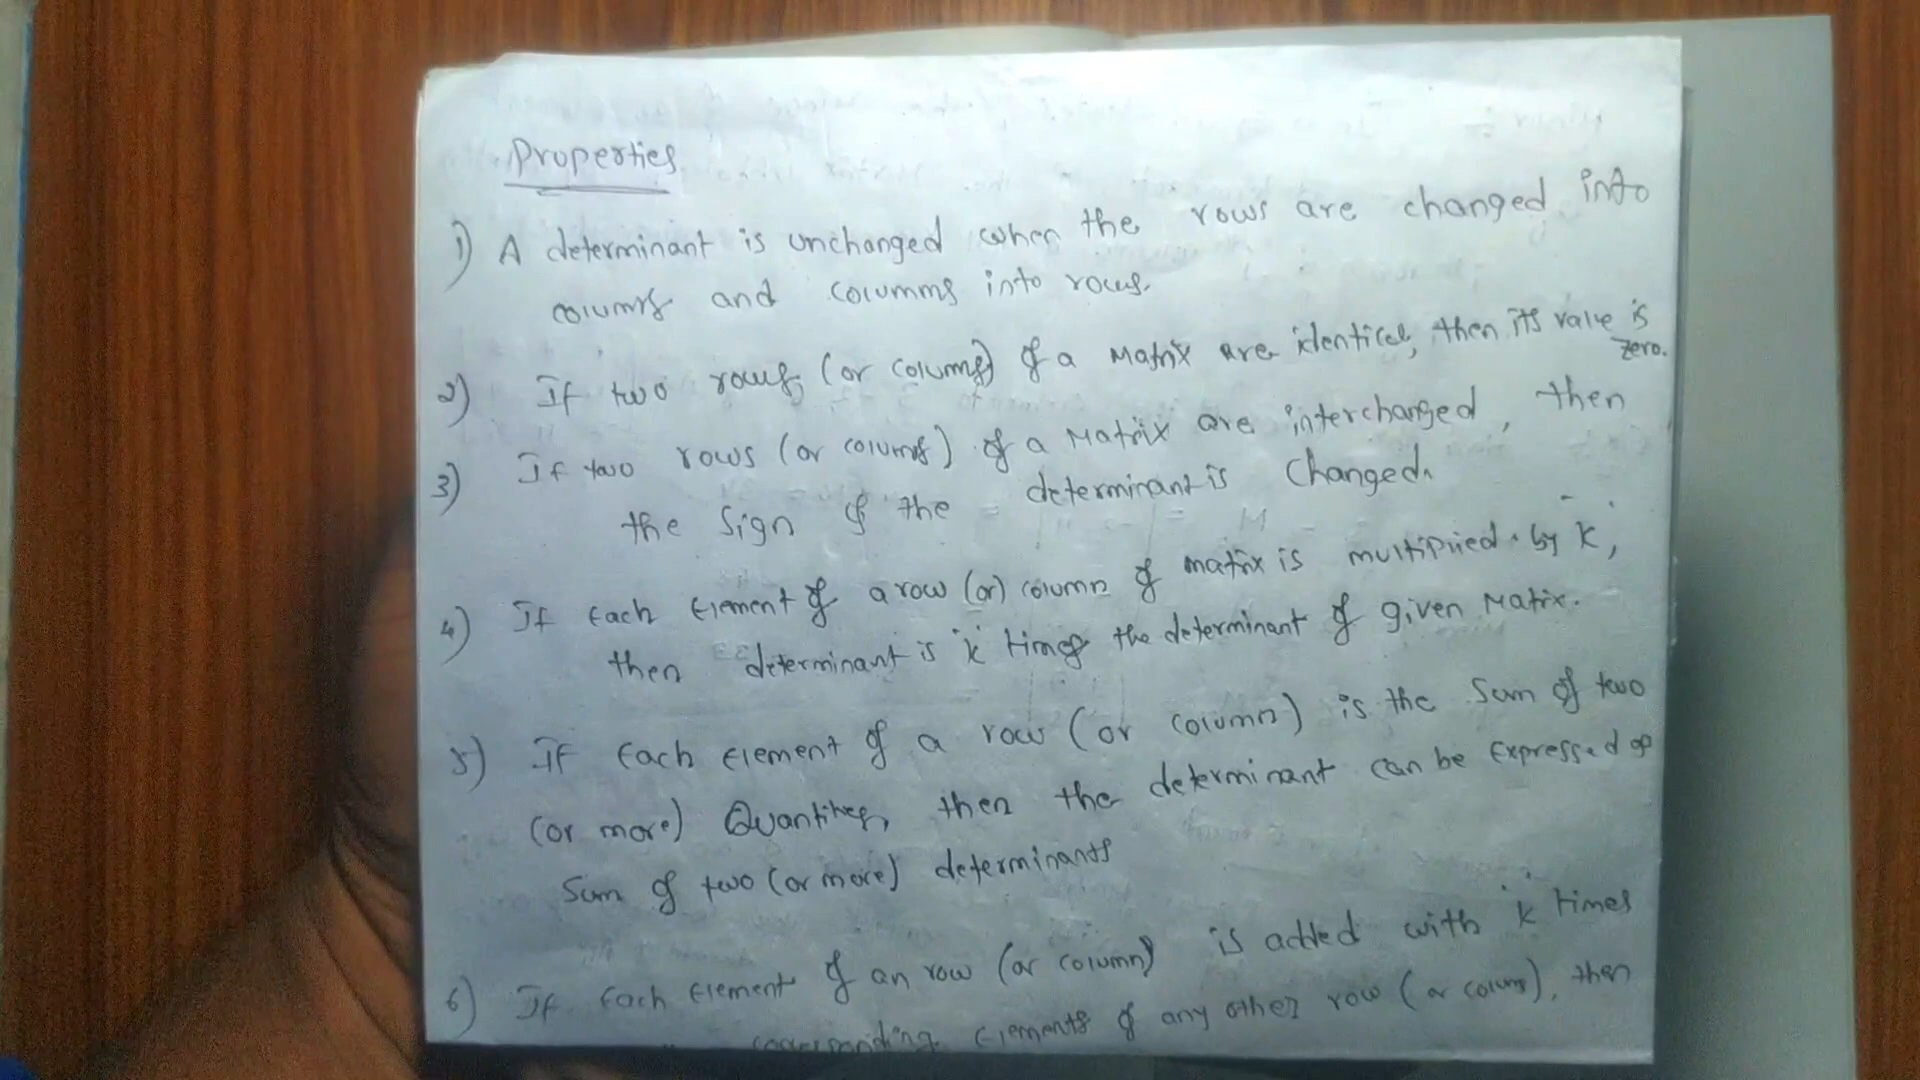 Properties
1) A determinant is unchanged when the rows are changed into
columns and columms into rows.
2) If two rows, (or columns) of a Matrix are identical, then its value is
zero.
3) If two rows (or columns) of a Matrix are interchanged, then
the sign of the determinant is changed.
4) If Each Element of a row (or) column of matrix is multiplied by k,
then determinant is 'k' times the determinant of given Matrix.
5) If Each Element of a row (or column) is the Sum of two
(or more) Quantities, then the determinant can be Expressed as
Sum of two (or more) determinants
6) If Each Element of an row (or column) is added with 'k' times
corresponding Elements of any other row (or column), then